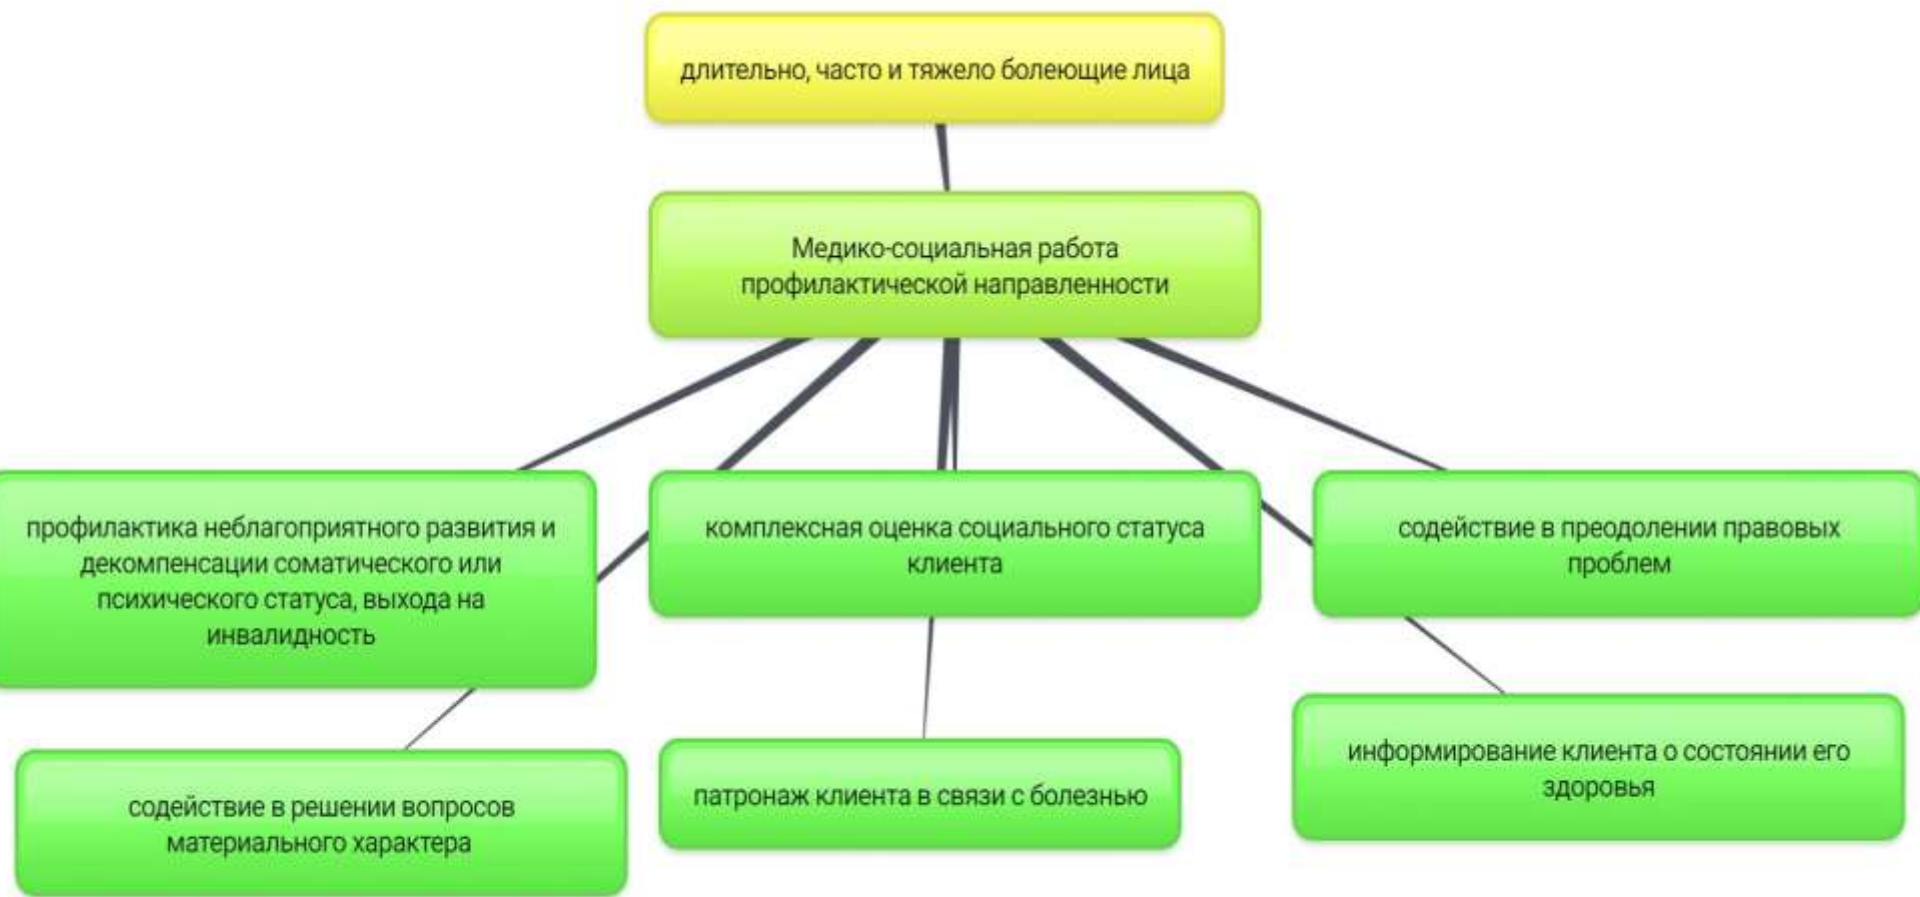 длительно, часто и тяжело болеющие лица
Медико-социальная работа
профилактической направленности
профилактика неблагоприятного развития и
декомпенсации соматического или
психического статуса, выхода на
инвалидность
комплексная оценка социального статуса
клиента
содействие в преодолении правовых
проблем
содействие в решении вопросов
материального характера
патронаж клиента в связи с болезнью
информирование клиента о состоянии его
здоровья